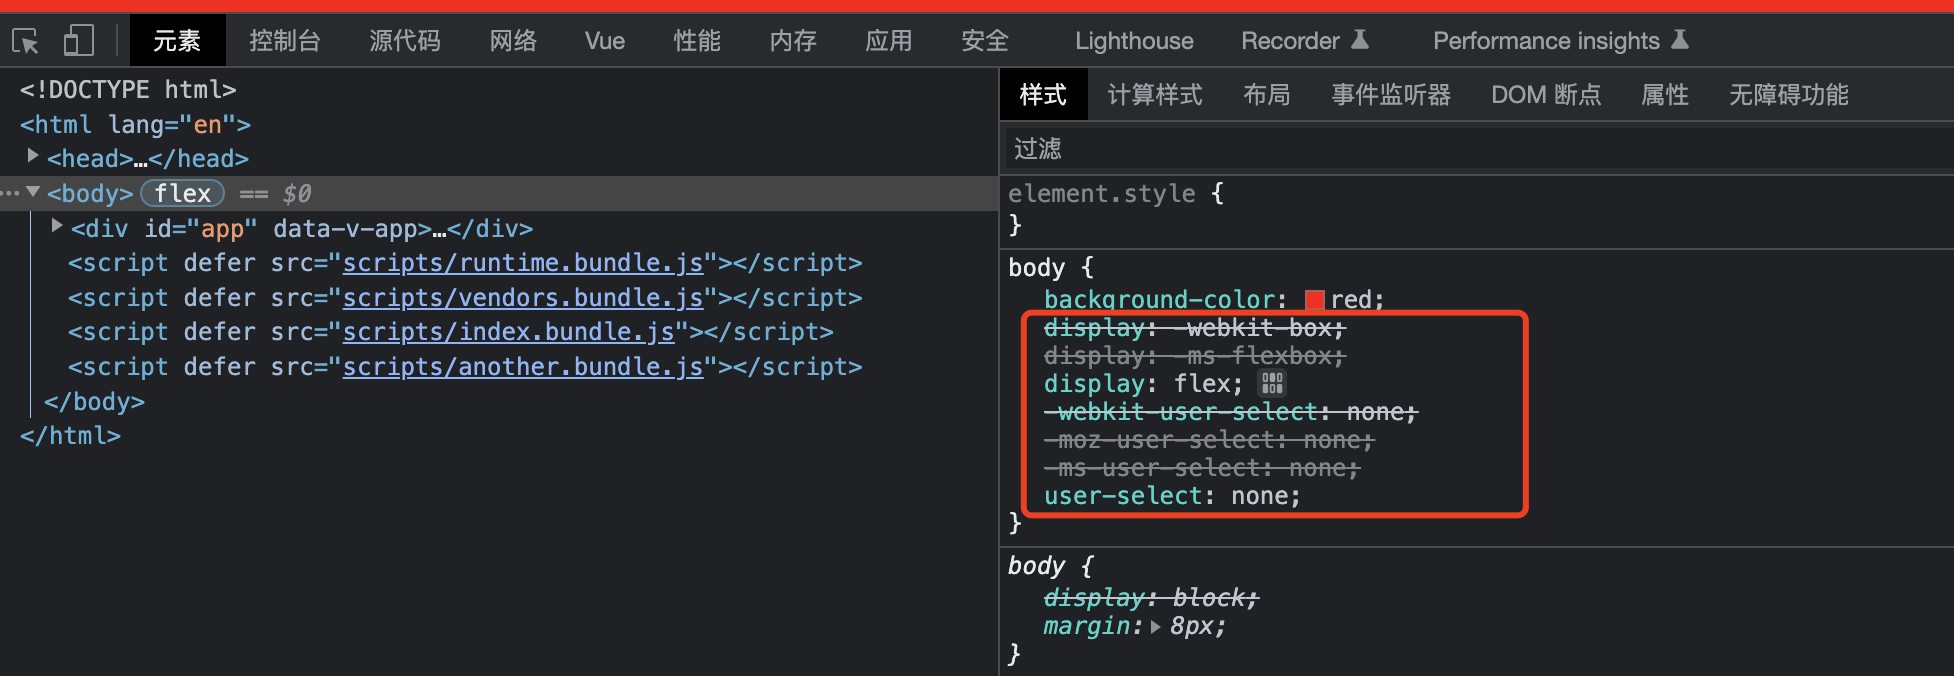 元素 控制台 源代码 网络 Vue 性能 内存 应用 安全 Lighthouse Recorder Performance insights
<!DOCTYPE html>
<html lang="en">
<head>…</head>
<body> flex == $0
<div id="app" data-v-app>…</div>
<script defer src="scripts/runtime.bundle.js"></script>
<script defer src="scripts/vendors.bundle.js"></script>
<script defer src="scripts/index.bundle.js"></script>
<script defer src="scripts/another.bundle.js"></script>
</body>
</html>
样式 计算样式 布局 事件监听器 DOM 断点 属性 无障碍功能
过滤
element.style {
}
body {
background-color: red;
display: -webkit-box;
display: -ms-flexbox;
display: flex;
-webkit-user-select: none;
-moz-user-select: none;
-ms-user-select: none;
user-select: none;
}
body {
display: block;
margin: 8px;
}